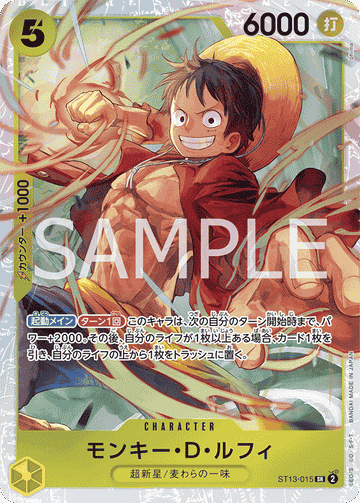 5
6000
打
カウンター +1000
SAMPLE
起動メイン ターン1回 このキャラは、次の自分のターン開始時まで、パ
ワー+2000。その後、自分のライフが1枚以上ある場合、カード1枚を
引き、自分のライフの上から1枚をトラッシュに置く。
CHARACTER
モンキー・D・ルフィ
超新星/麦わらの一味
ST13-015 SR 2
BANDAI MADE IN JAPAN